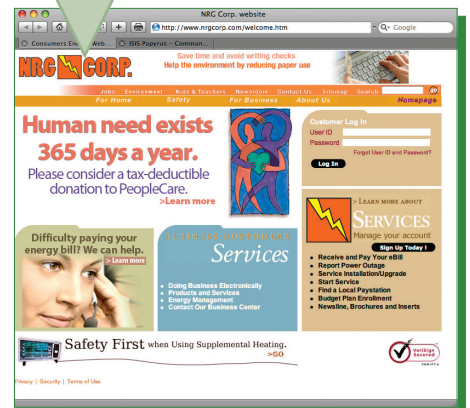 NRG Corp. website
http://www.nrgcorp.com/welcome.htm
Q- Google
ISIS Papyrus – Commun...
NRG CORP.
Save time and avoid writing checks
Help the environment by reducing paper use
Jobs Environment Kids & Teachers Newsroom Contact Us Sitemap Search
For Home Safety For Business About Us Homepage
Human need exists
365 days a year.
Please consider a tax-deductible
donation to PeopleCare.
>Learn more
Customer Log In
User ID
Password
Forgot User ID and Password?
Log In
> LEARN MORE ABOUT
SERVICES
Manage your account
Sign Up Today !
Receive and Pay Your eBill
Report Power Outage
Service Installation/Upgrade
Start Service
Find a Local Paystation
Budget Plan Enrollment
Newsline, Brochures and Inserts
Difficulty paying your
energy bill? We can help.
> Learn more
BUSINESS CUSTOMERS
Services
Doing Business Electronically
Products and Services
Energy Management
Contact Our Business Center
Safety First when Using Supplemental Heating.
>GO
VeriSign
Secured
VERIFY
Privacy | Security | Terms of Use